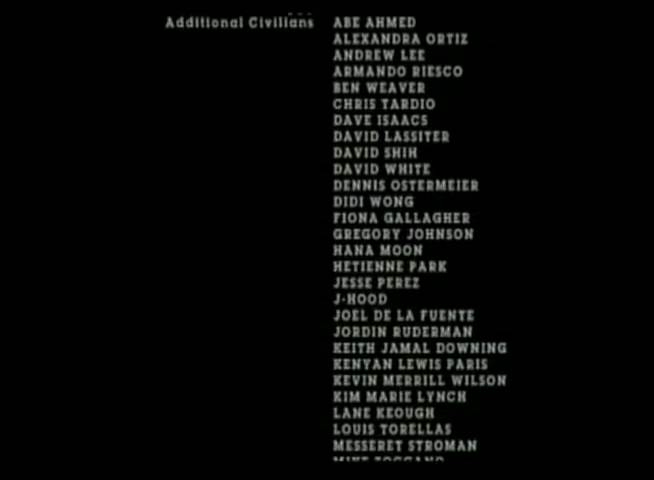 Additional Civilians ABE AHMED
ALEXANDRA ORTIZ
ANDREW LEE
ARMANDO RIESCO
BEN WEAVER
CHRIS TARDIO
DAVE ISAACS
DAVID LASSITER
DAVID SHIH
DAVID WHITE
DENNIS OSTERMEIER
DIDI WONG
FIONA GALLAGHER
GREGORY JOHNSON
HANA MOON
HETIENNE PARK
JESSE PEREZ
J-HOOD
JOEL DE LA FUENTE
JORDIN RUDERMAN
KEITH JAMAL DOWNING
KENYAN LEWIS PARIS
KEVIN MERRILL WILSON
KIM MARIE LYNCH
LANE KEOUGH
LOUIS TORELLAS
MESSERET STROMAN